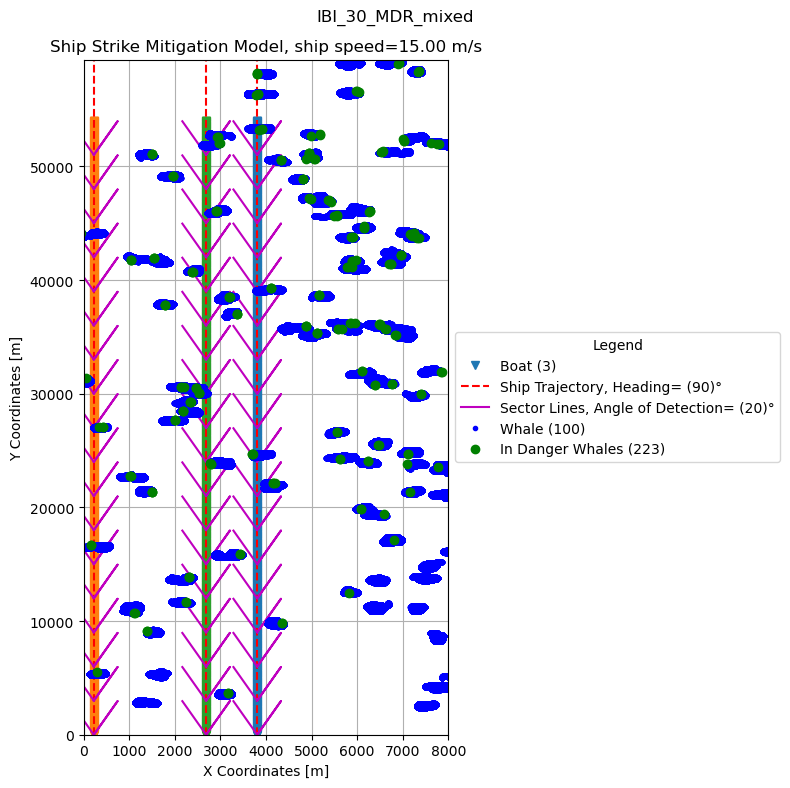 IBI_30_MDR_mixed
Ship Strike Mitigation Model, ship speed=15.00 m/s
Y Coordinates [m]
50000
40000
30000
20000
10000
0
0 1000 2000 3000 4000 5000 6000 7000 8000
X Coordinates [m]
Legend
Boat (3)
Ship Trajectory, Heading= (90)°
Sector Lines, Angle of Detection= (20)°
Whale (100)
In Danger Whales (223)